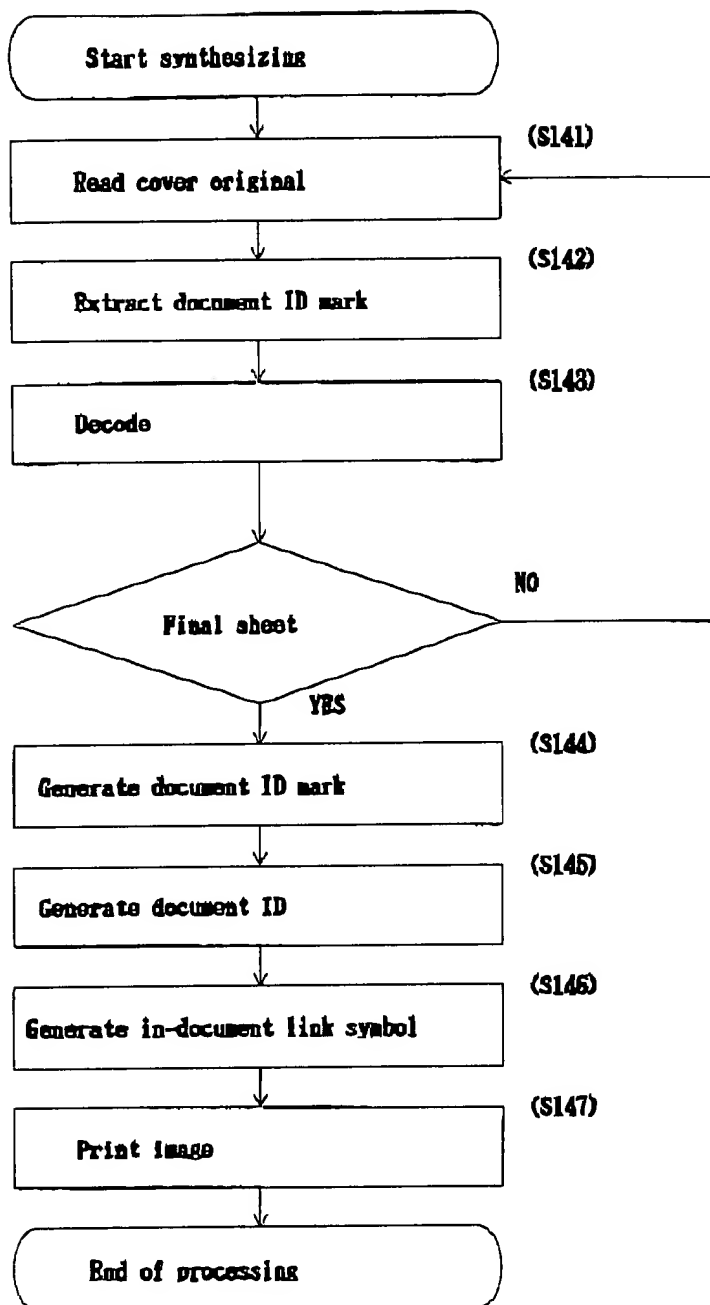 Start synthesizing
(S141)
Read cover original
(S142)
Extract document ID mark
(S143)
Decode
Final sheet
NO
YES
(S144)
Generate document ID mark
(S145)
Generate document ID
(S146)
Generate in-document link symbol
(S147)
Print image
End of processing